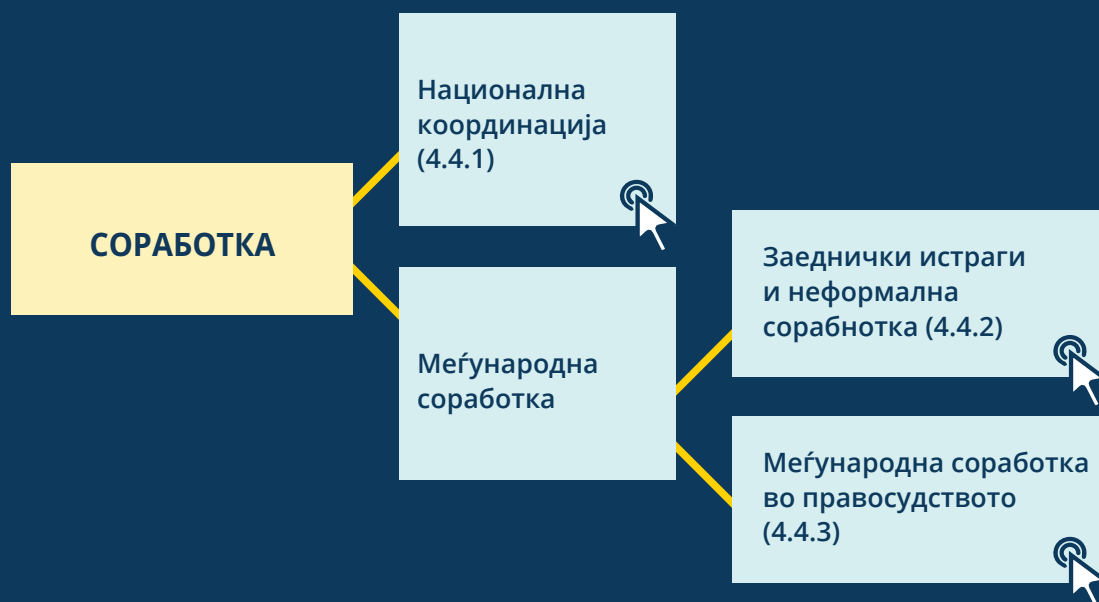 СОРАБОТКА
Национална
координација
(4.4.1)
Меѓународна
соработка
Заеднички истраги
и неформална
сорабнотка (4.4.2)
Меѓународна соработка
во правосудството
(4.4.3)